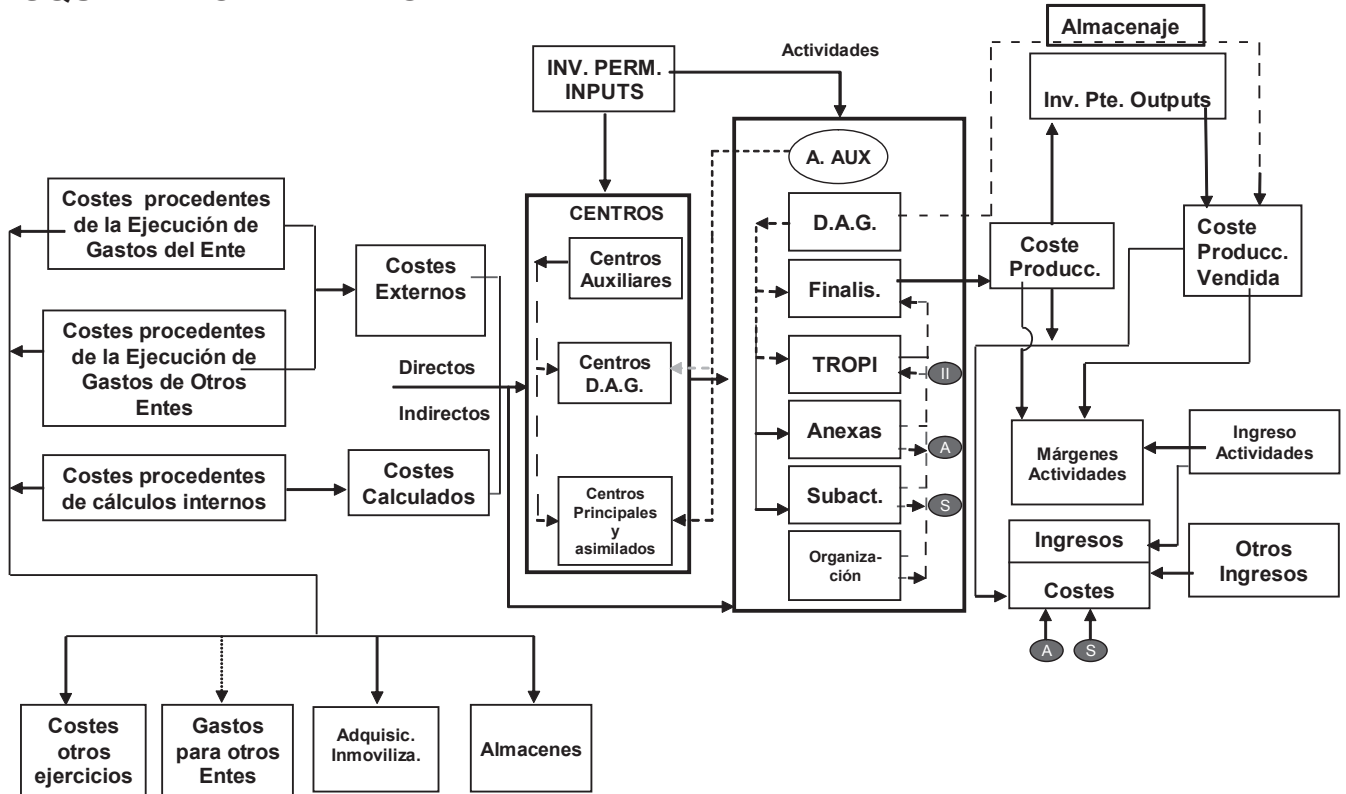 Almacenaje
Inv. Pte. Outputs
INV. PERM.
INPUTS
Actividades
A. AUX
D.A.G.
Finalis.
TROPI
Anexas
Subact.
Organiza-
ción
II
A
S
CENTROS
Centros
Auxiliares
Centros
D.A.G.
Centros
Principales
y
asimilados
Costes procedentes
de la Ejecución de
Gastos del Ente
Costes procedentes
de la Ejecución de
Gastos de Otros
Entes
Costes procedentes
de cálculos internos
Costes
Externos
Costes
Calculados
Directos
Indirectos
Coste
Producc.
Coste
Producc.
Vendida
Márgenes
Actividades
Ingreso
Actividades
Ingresos
Costes
Otros
Ingresos
A
S
Costes
otros
ejercicios
Gastos
para otros
Entes
Adquisic.
Inmoviliza.
Almacenes